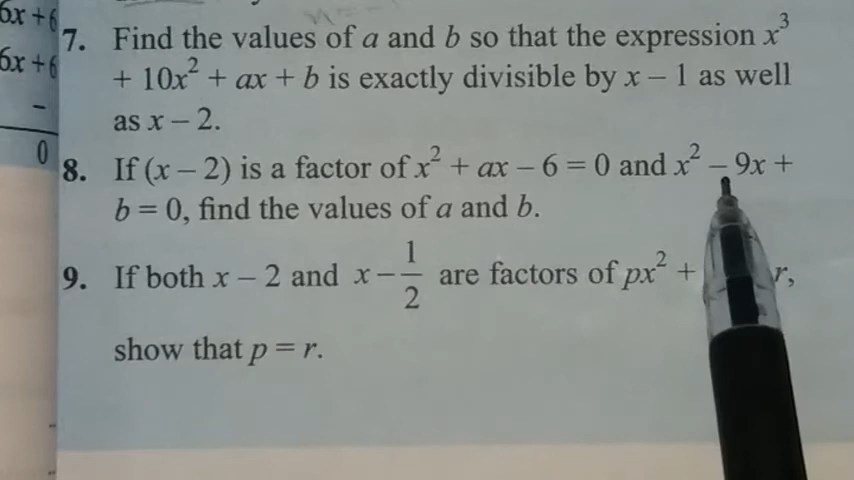 6x + 6
6x + 6
–
0
7. Find the values of a and b so that the expression x³
+ 10x² + ax + b is exactly divisible by x – 1 as well
as x – 2.
8. If (x – 2) is a factor of x² + ax – 6 = 0 and x² – 9x +
b = 0, find the values of a and b.
9. If both x – 2 and x – 1/2 are factors of px² + r,
show that p = r.